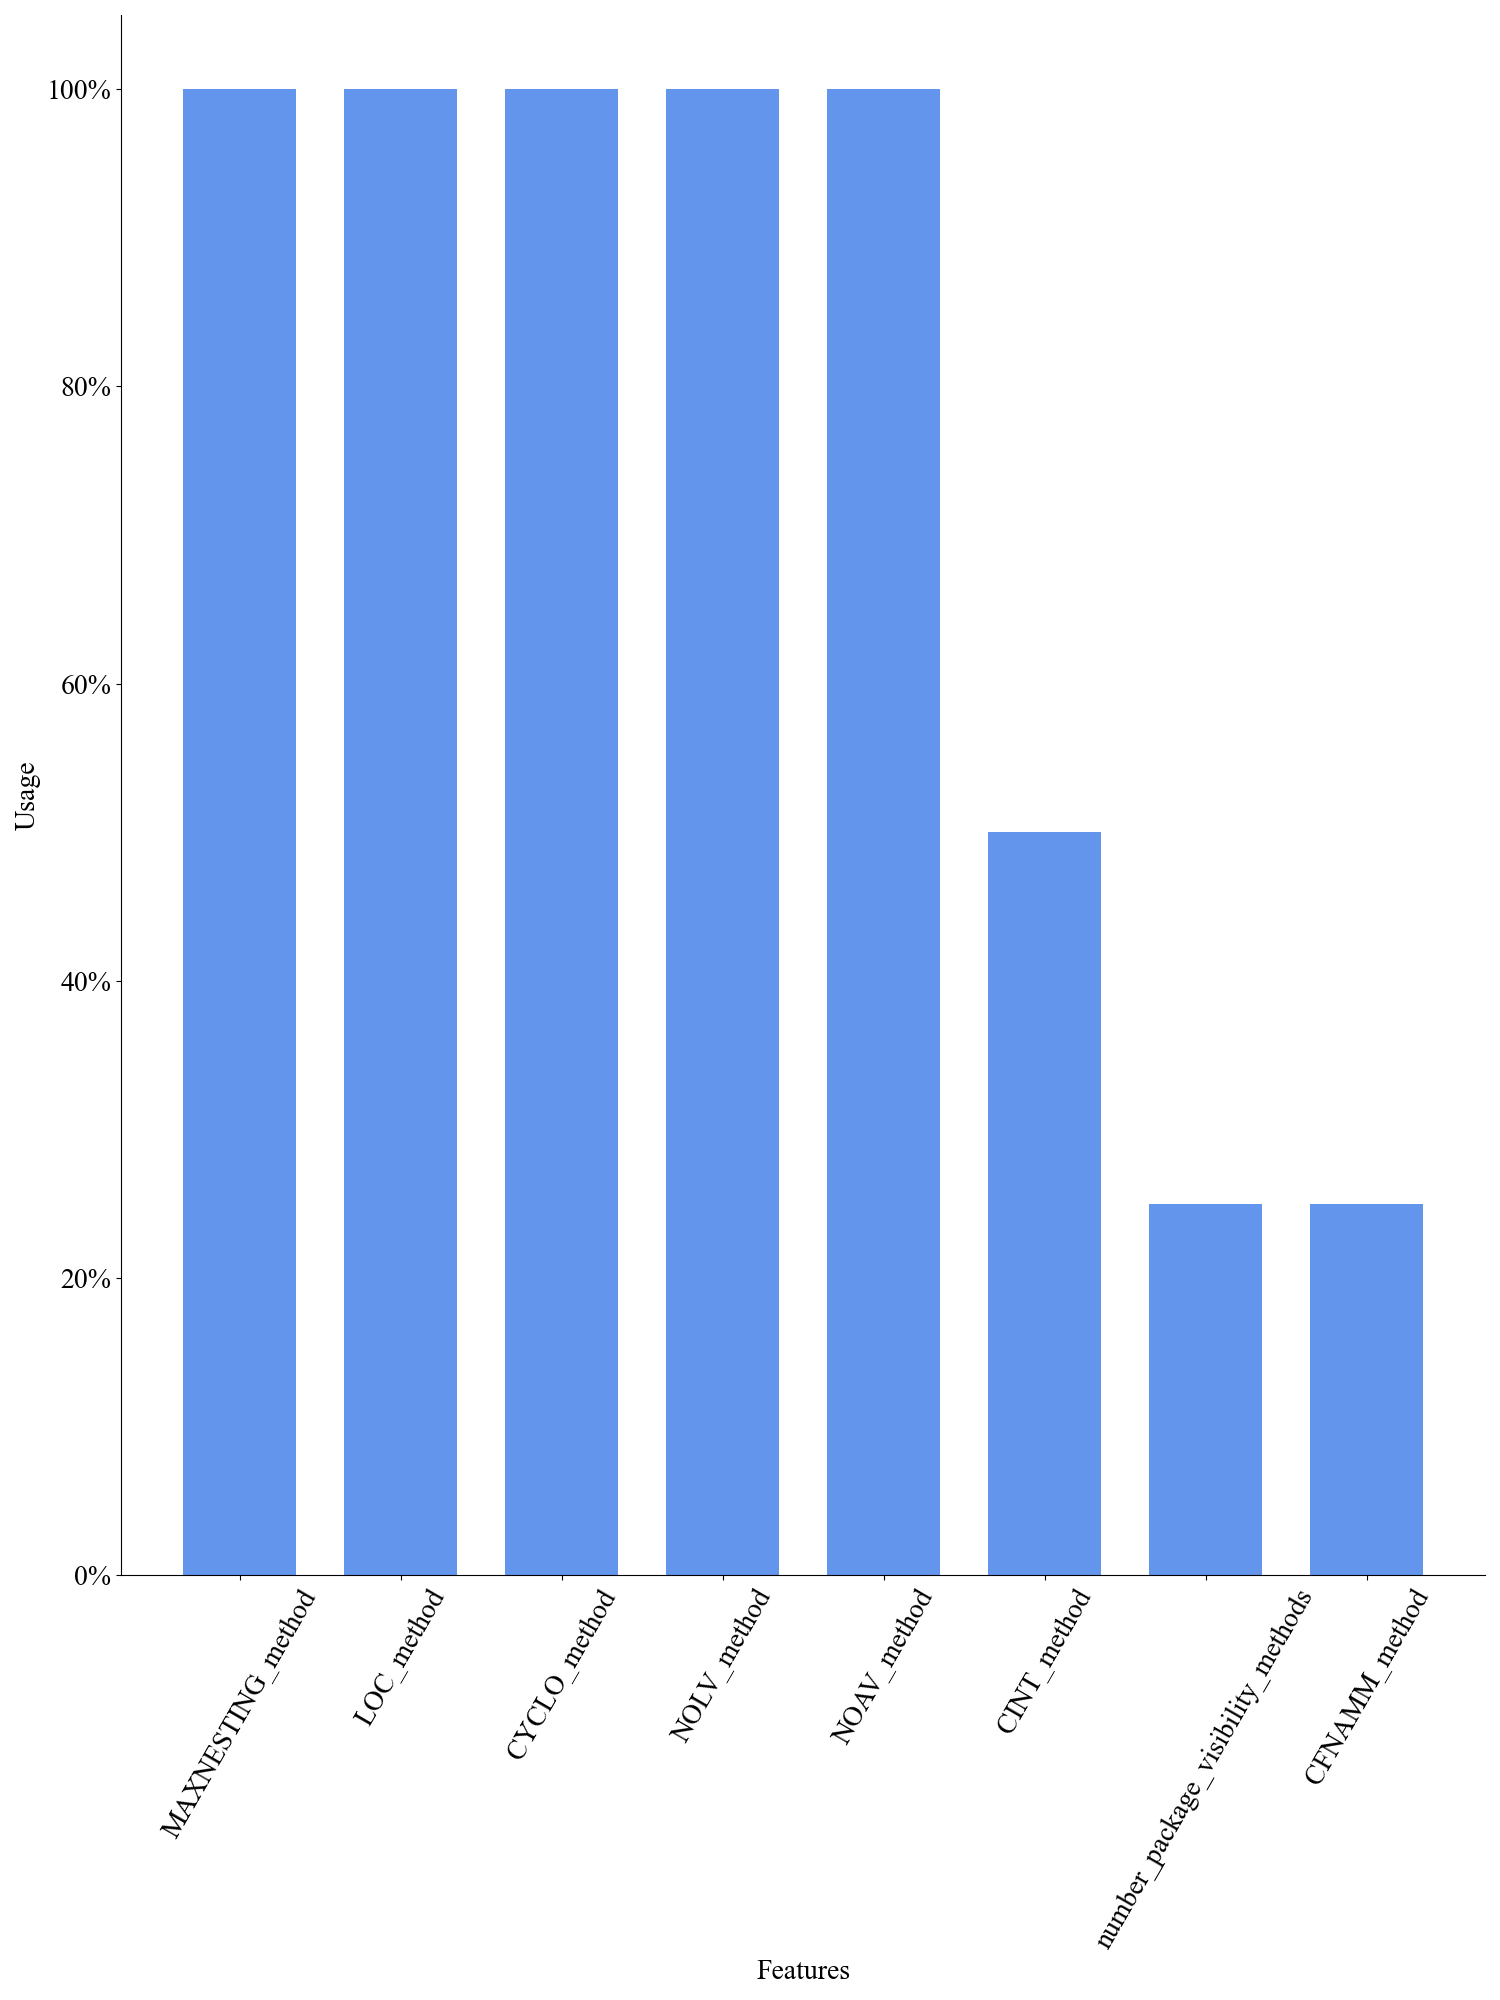 100%
80%
60%
40%
20%
0%
Usage
MAXNESTING_method
LOC_method
CYCLO_method
NOLV_method
NOAV_method
CINT_method
number_package_visibility_methods
CFNAMM_method
Features